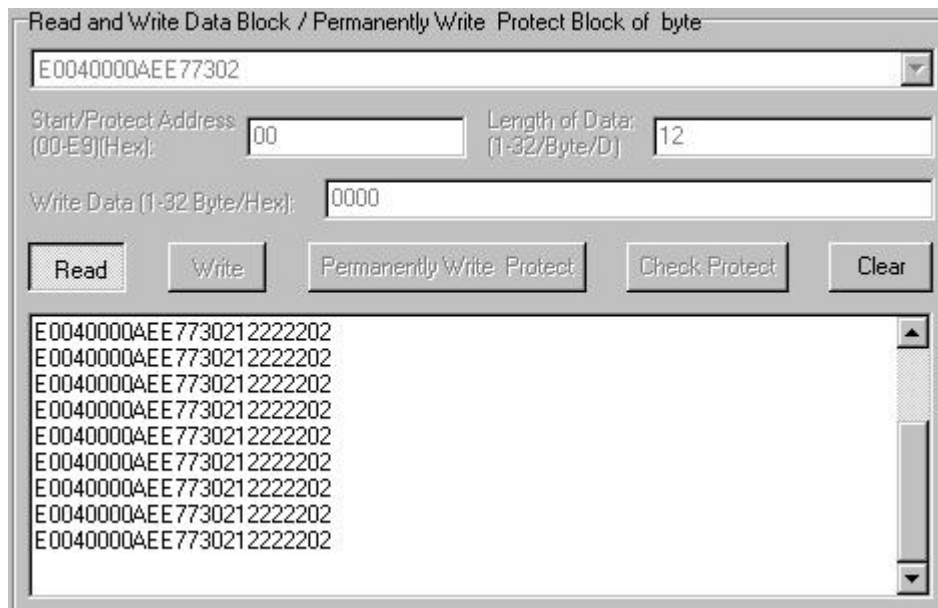 Read and Write Data Block / Permanently Write Protect Block of byte
E0040000AEE77302
Start/Protect Address (00-E9)(Hex):
00
Length of Data: (1-32/Byte/D)
12
Write Data (1-32 Byte/Hex):
0000
Read
Write
Permanently Write Protect
Check Protect
Clear
E0040000AEE7730212222202
E0040000AEE7730212222202
E0040000AEE7730212222202
E0040000AEE7730212222202
E0040000AEE7730212222202
E0040000AEE7730212222202
E0040000AEE7730212222202
E0040000AEE7730212222202
E0040000AEE7730212222202